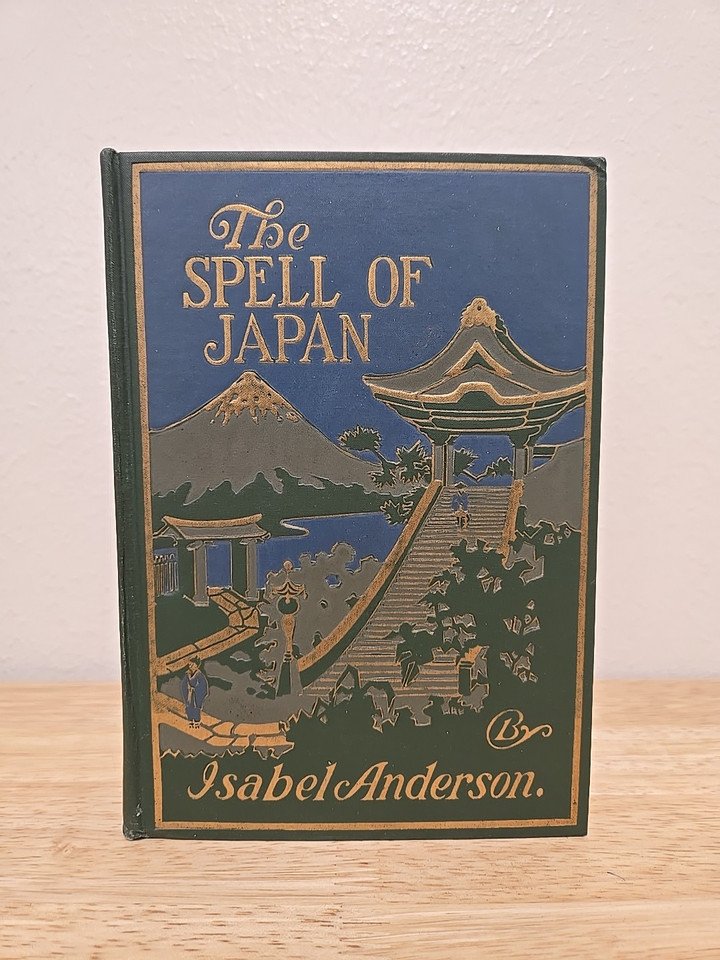 The
SPELL OF
JAPAN
By
Isabel Anderson.